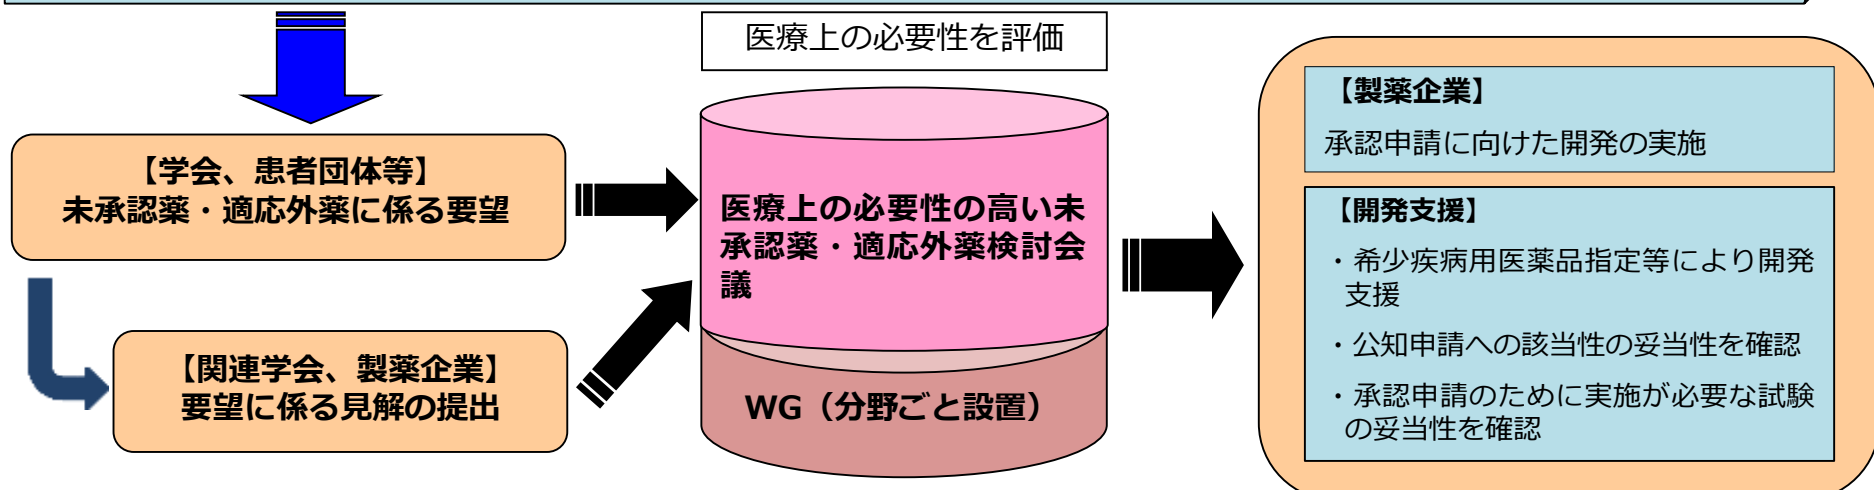 医療上の必要性を評価
【学会、患者団体等】
未承認薬・適応外薬に係る要望
【関連学会、製薬企業】
要望に係る見解の提出
医療上の必要性の高い未
承認薬・適応外薬検討会
議
WG（分野ごと設置）
【製薬企業】
承認申請に向けた開発の実施
【開発支援】
・希少疾病用医薬品指定等により開発
支援
・公知申請への該当性の妥当性を確認
・承認申請のために実施が必要な試験
の妥当性を確認